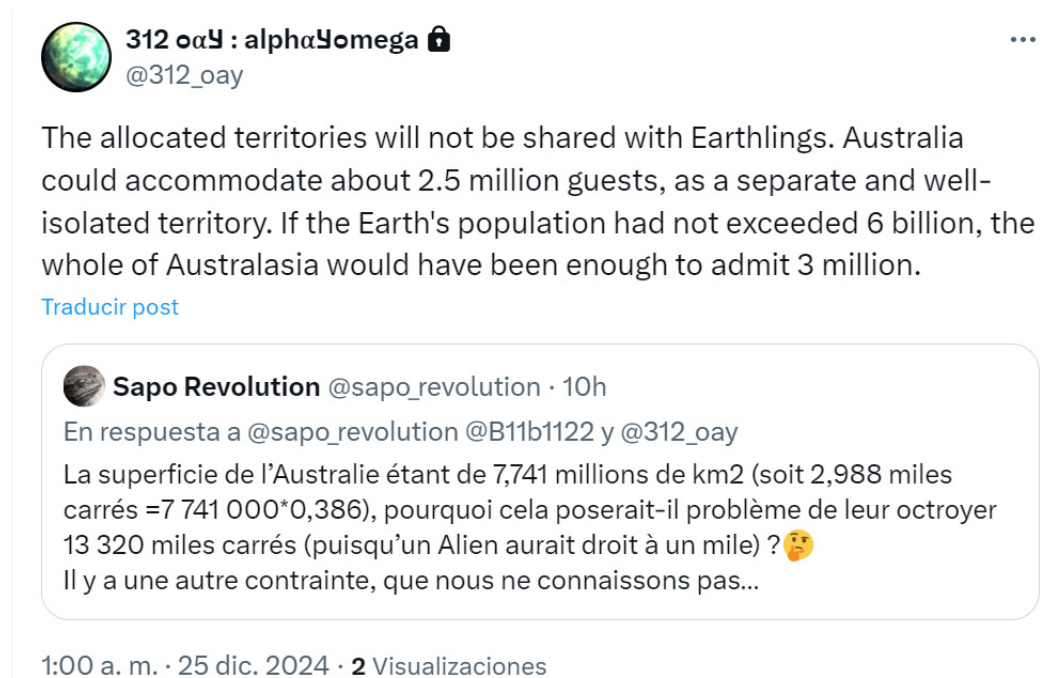 312 oαY : alphαYomega
@312_oay
The allocated territories will not be shared with Earthlings. Australia
could accommodate about 2.5 million guests, as a separate and well-
isolated territory. If the Earth's population had not exceeded 6 billion, the
whole of Australasia would have been enough to admit 3 million.
Traducir post
Sapo Revolution @sapo_revolution · 10h
En respuesta a @sapo_revolution @B11b1122 y @312_oay
La superficie de l’Australie étant de 7,741 millions de km2 (soit 2,988 miles
carrés =7 741 000*0,386), pourquoi cela poserait-il problème de leur octroyer
13 320 miles carrés (puisqu’un Alien aurait droit à un mile) ?🤔
Il y a une autre contrainte, que nous ne connaissons pas...
1:00 a. m. · 25 dic. 2024 · 2 Visualizaciones